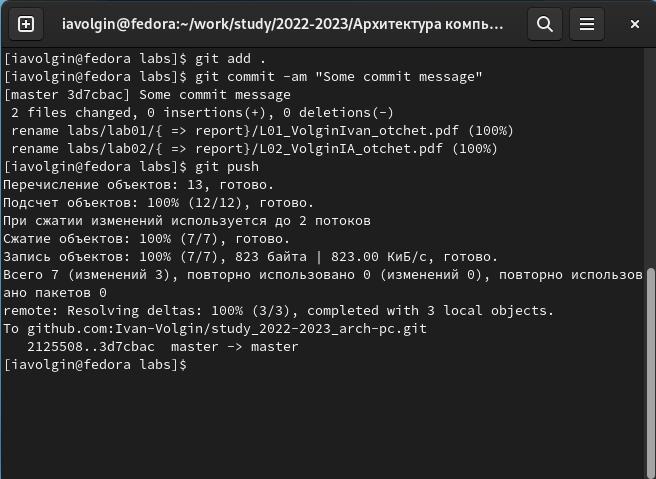 iavolgin@fedora:~/work/study/2022-2023/Архитектура компь…
[iavolgin@fedora labs]$ git add .
[iavolgin@fedora labs]$ git commit -am "Some commit message"
[master 3d7cbac] Some commit message
 2 files changed, 0 insertions(+), 0 deletions(-)
 rename labs/lab01/{ => report}/L01_VolginIvan_otchet.pdf (100%)
 rename labs/lab02/{ => report}/L02_VolginIA_otchet.pdf (100%)
[iavolgin@fedora labs]$ git push
Перечисление объектов: 13, готово.
Подсчет объектов: 100% (12/12), готово.
При сжатии изменений используется до 2 потоков
Сжатие объектов: 100% (7/7), готово.
Запись объектов: 100% (7/7), 823 байта | 823.00 КиБ/с, готово.
Всего 7 (изменений 3), повторно использовано 0 (изменений 0), повторно использов
ано пакетов 0
remote: Resolving deltas: 100% (3/3), completed with 3 local objects.
To github.com:Ivan-Volgin/study_2022-2023_arch-pc.git
   2125508..3d7cbac  master -> master
[iavolgin@fedora labs]$